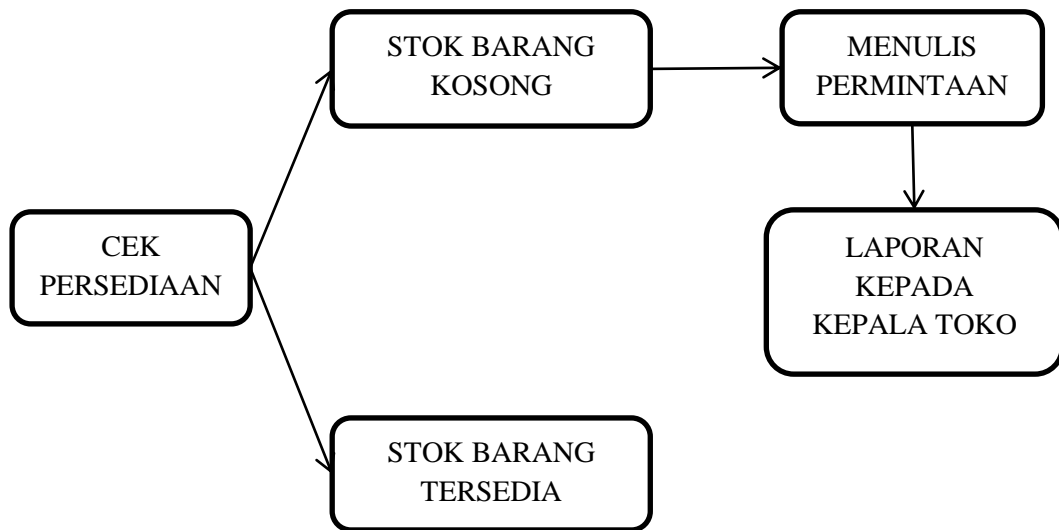 CEK
PERSEDIAAN
STOK BARANG
KOSONG
MENULIS
PERMINTAAN
LAPORAN
KEPADA
KEPALA TOKO
STOK BARANG
TERSEDIA